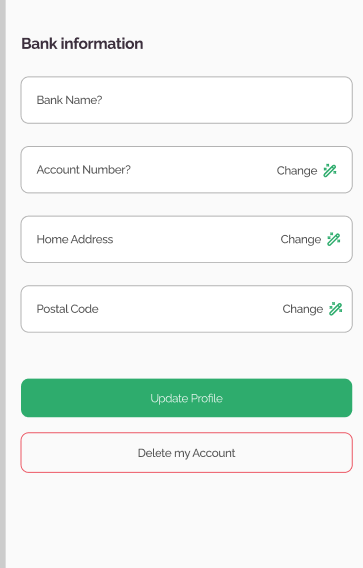 Bank information
Bank Name?
Account Number? Change
Home Address Change
Postal Code Change
Update Profile
Delete my Account